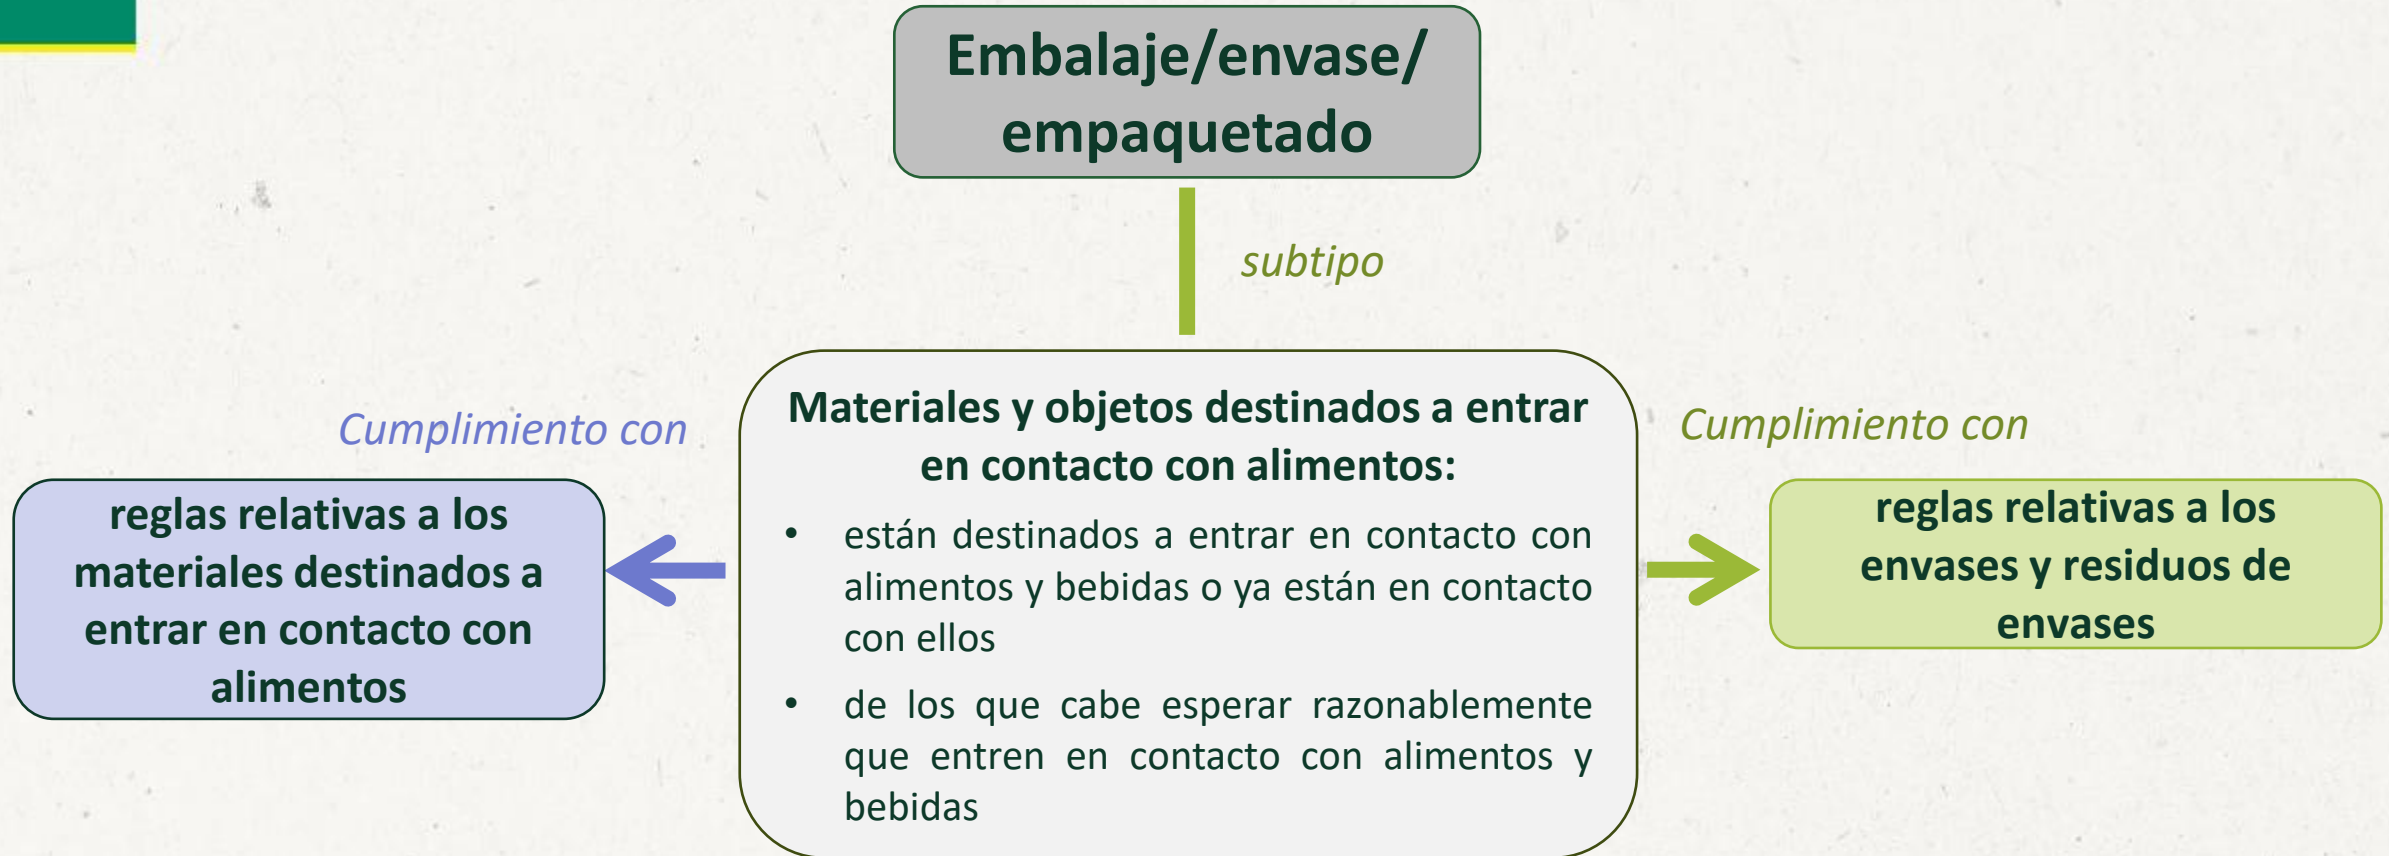 Embalaje/envase/
empaquetado
subtipo
Cumplimiento con
reglas relativas a los
materiales destinados a
entrar en contacto con
alimentos
Materiales y objetos destinados a entrar
en contacto con alimentos:
• están destinados a entrar en contacto con
alimentos y bebidas o ya están en contacto
con ellos
• de los que cabe esperar razonablemente
que entren en contacto con alimentos y
bebidas
Cumplimiento con
reglas relativas a los
envases y residuos de
envases